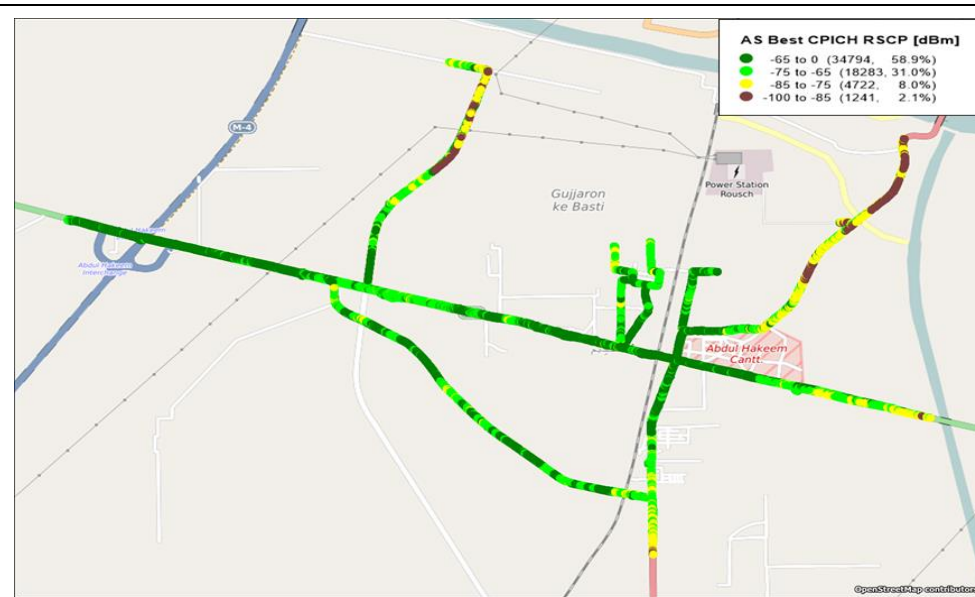 AS Best CPICH RSCP [dBm]
-65 to 0 (34794, 58.9%)
-75 to -65 (18283, 31.0%)
-85 to -75 (4722, 8.0%)
-100 to -85 (1241, 2.1%)
M-4
Power Station
Rousch
Gujjaron
ke Basti
Abdul Hakeem
Interchange
Abdul Hakeem
Cantt.
OpenStreetMap contributor